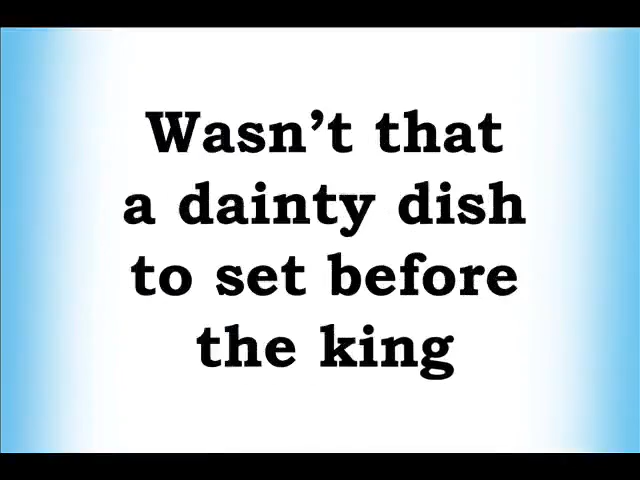 Wasn’t that
a dainty dish
to set before
the king